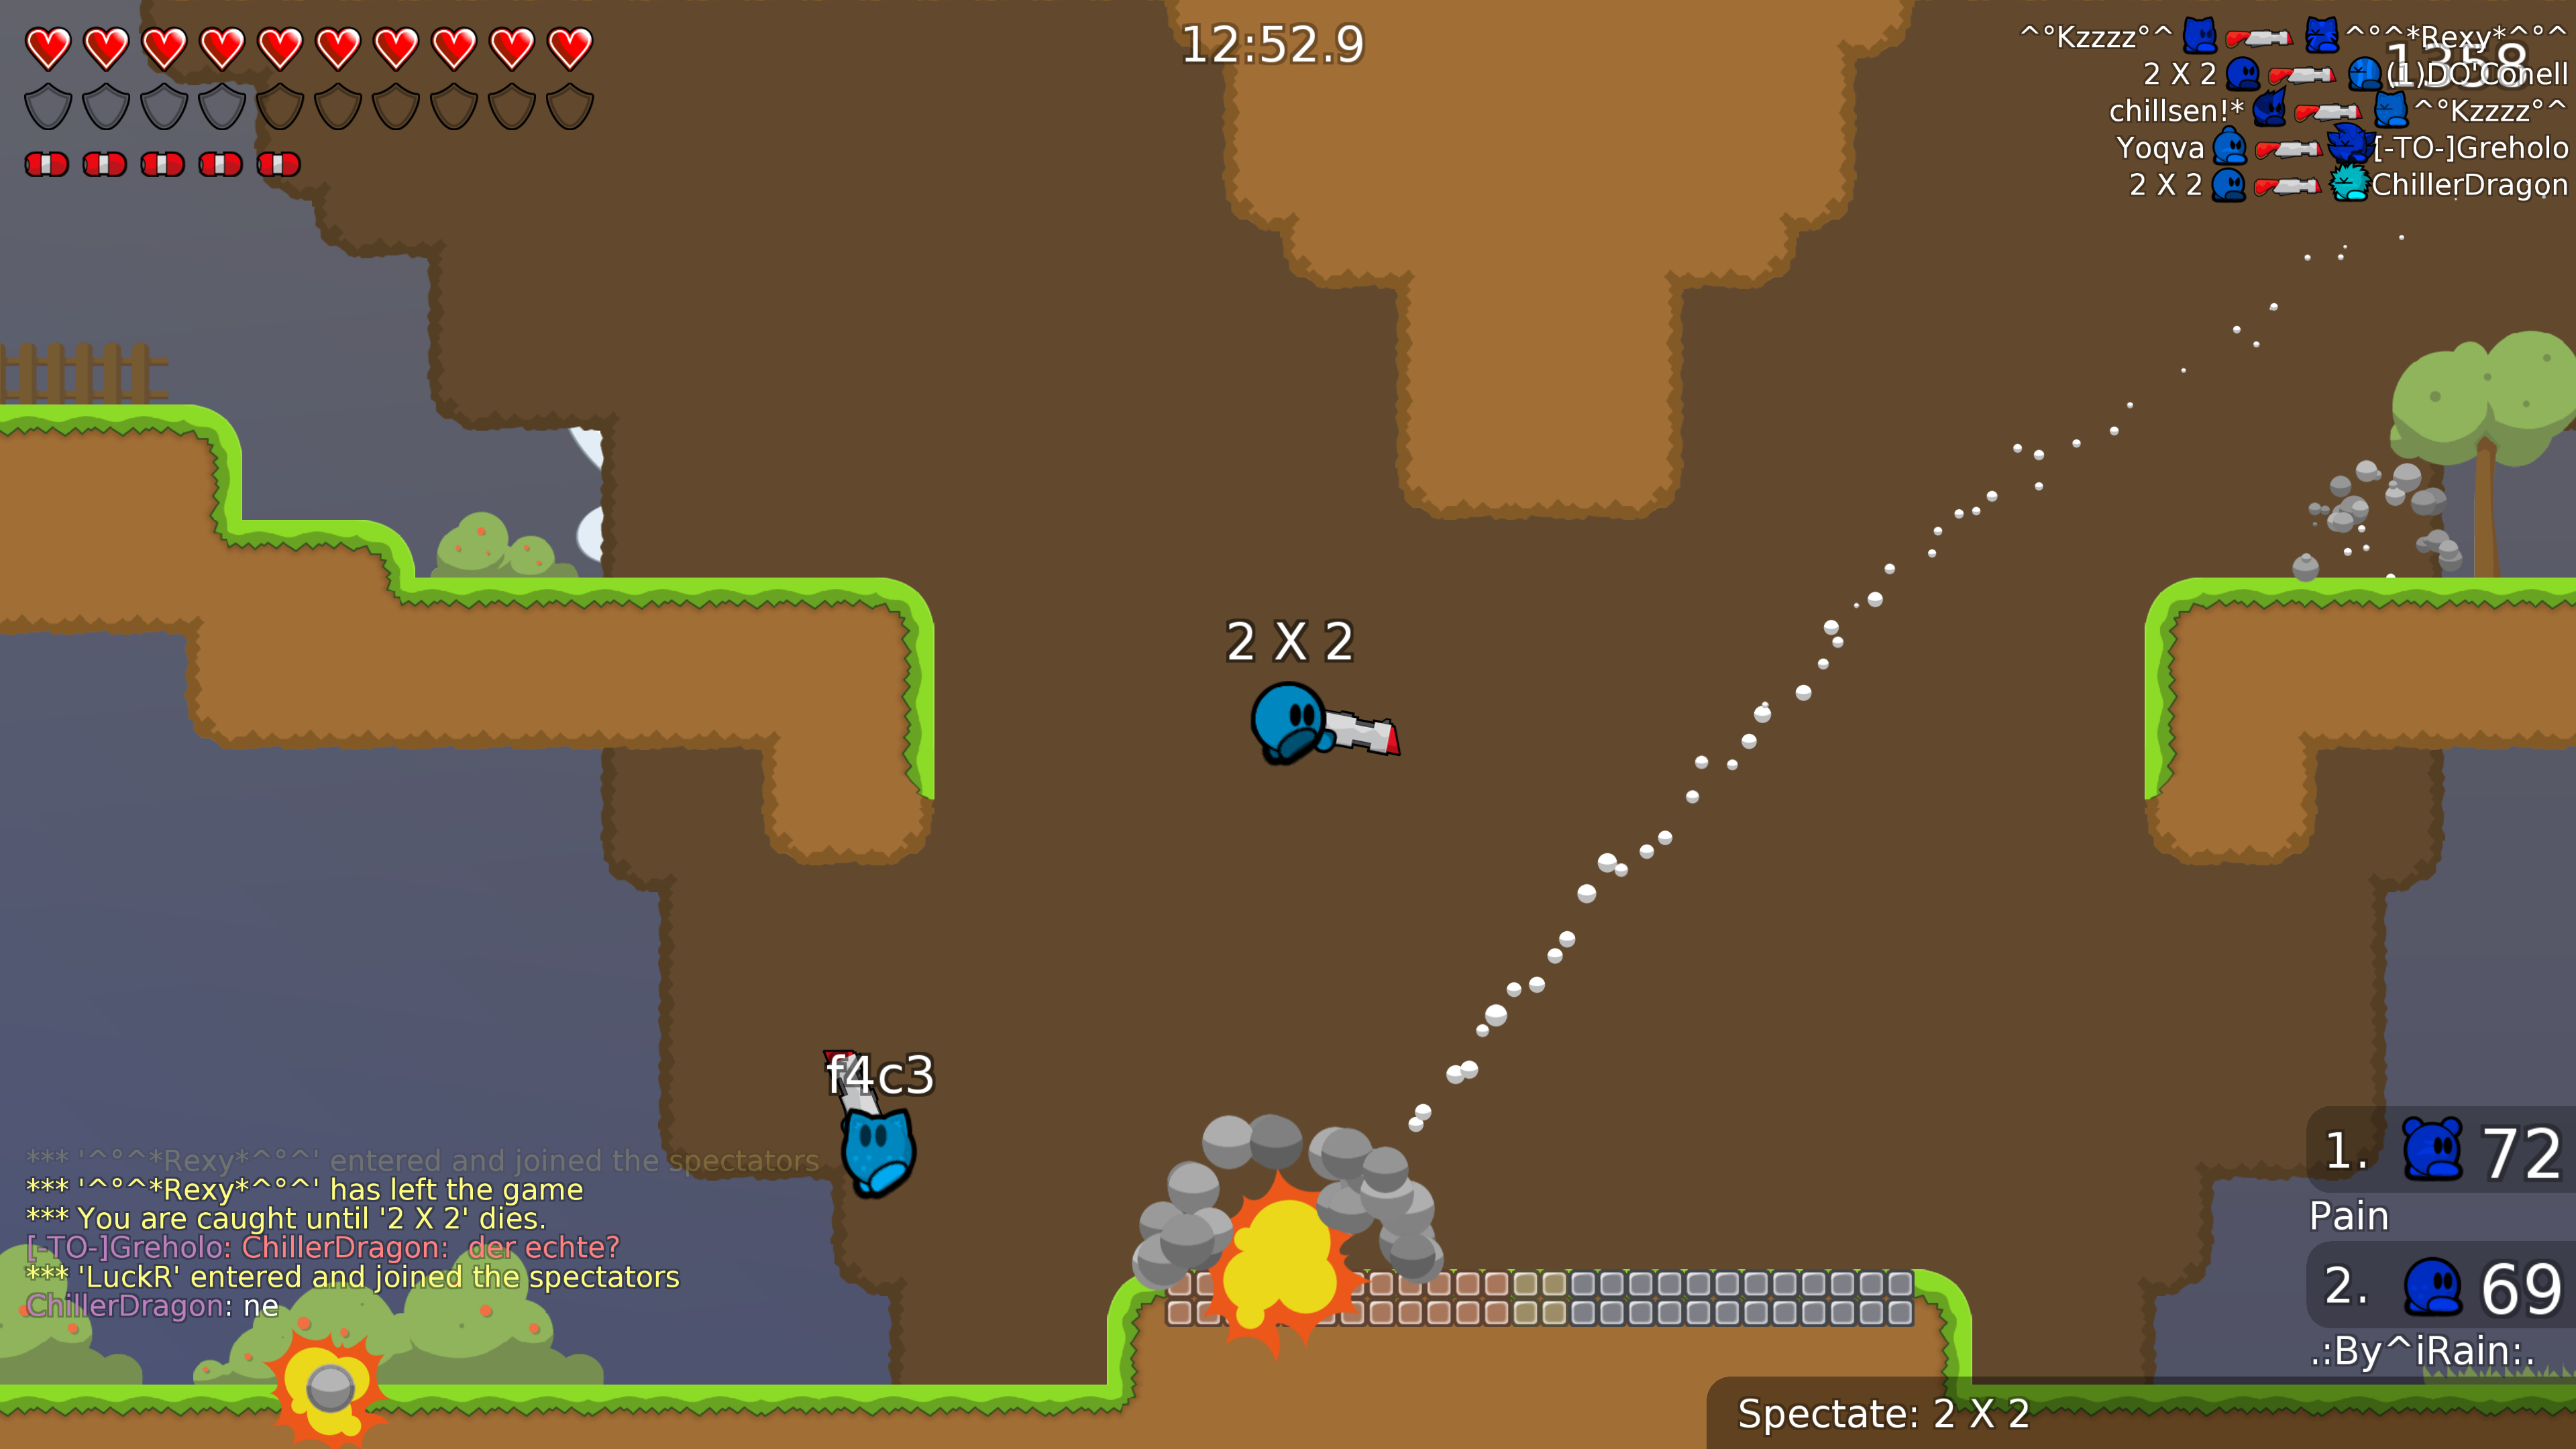 12:52.9
^°Kzzzz°^ ^°^*Rexy*^°^
1358
2 X 2 (1)DO'Conell
chillsen!* ^°Kzzzz°^
Yoqva [-TO-]Greholo
2 X 2 ChillerDragon
2 X 2
f4c3
*** '^°^*Rexy*^°^' entered and joined the spectators
*** '^°^*Rexy*^°^' has left the game
*** You are caught until '2 X 2' dies.
[-TO-]Greholo: ChillerDragon: der echte?
*** 'LuckR' entered and joined the spectators
ChillerDragon: ne
1. 72
Pain
2. 69
.:By^iRain:.
Spectate: 2 X 2